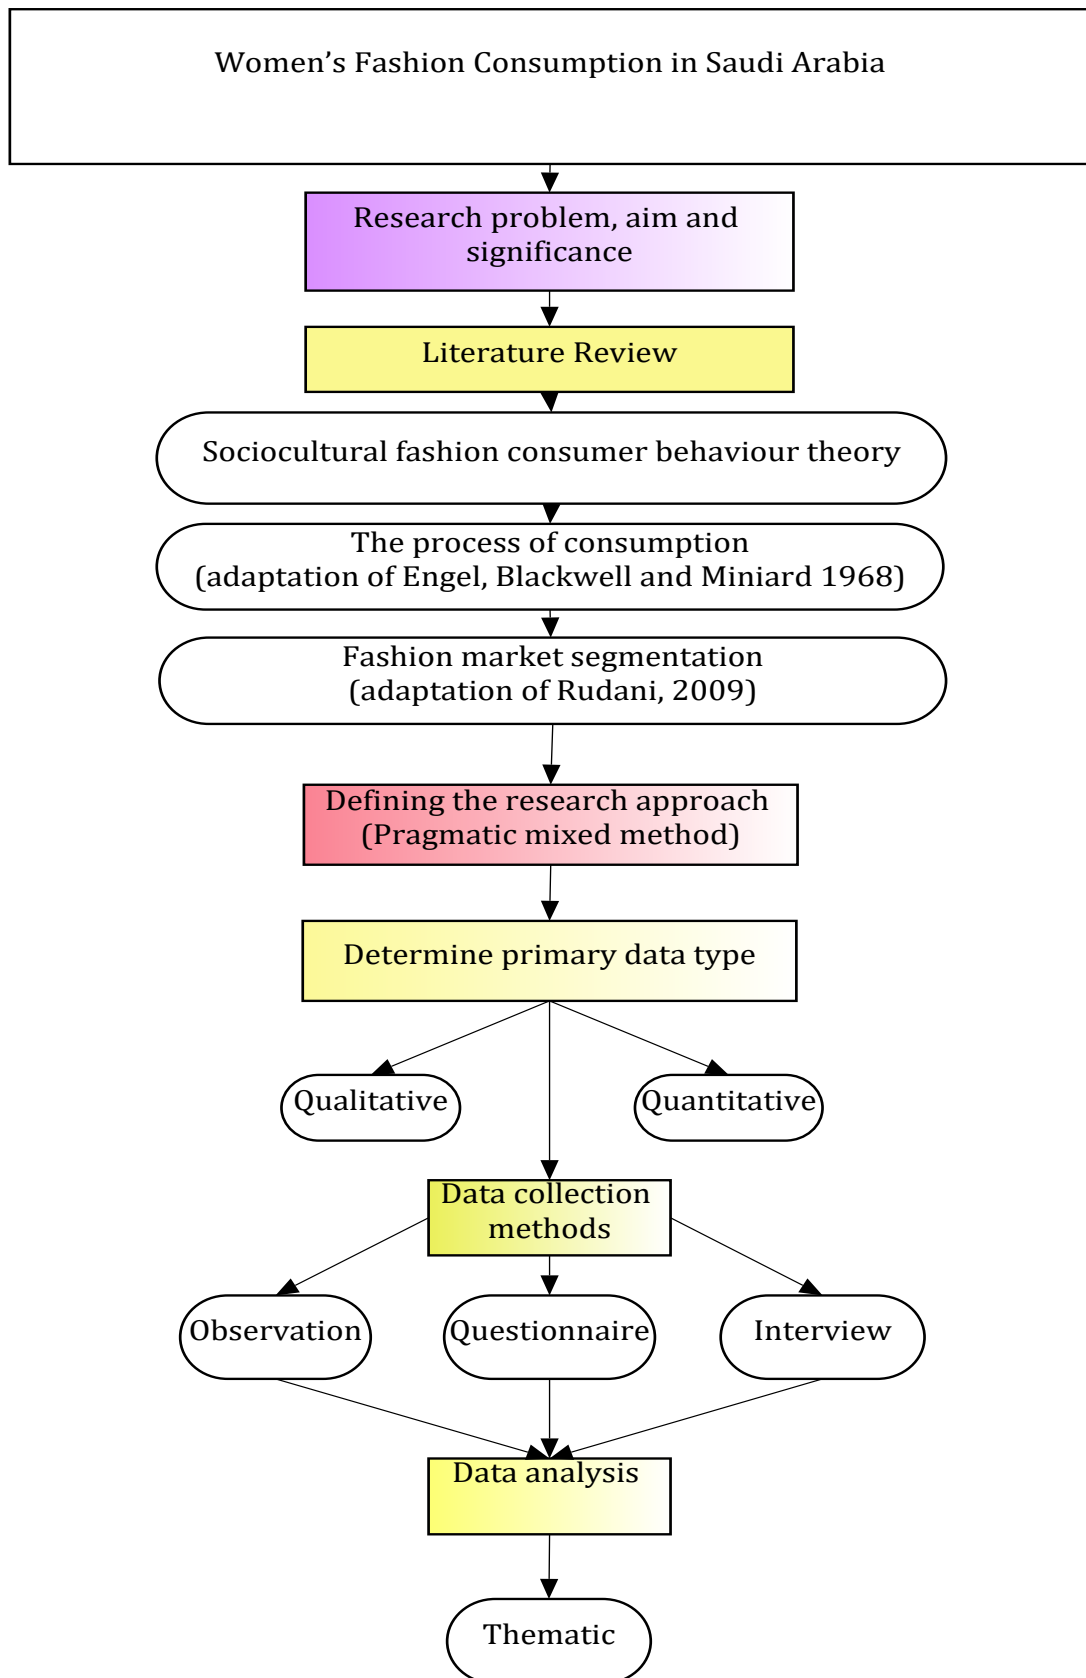 Women’s Fashion Consumption in Saudi Arabia
Research problem, aim and
significance
Literature Review
Sociocultural fashion consumer behaviour theory
The process of consumption
(adaptation of Engel, Blackwell and Miniard 1968)
Fashion market segmentation
(adaptation of Rudani, 2009)
Defining the research approach
(Pragmatic mixed method)
Determine primary data type
Qualitative
Quantitative
Data collection
methods
Observation
Questionnaire
Interview
Data analysis
Thematic